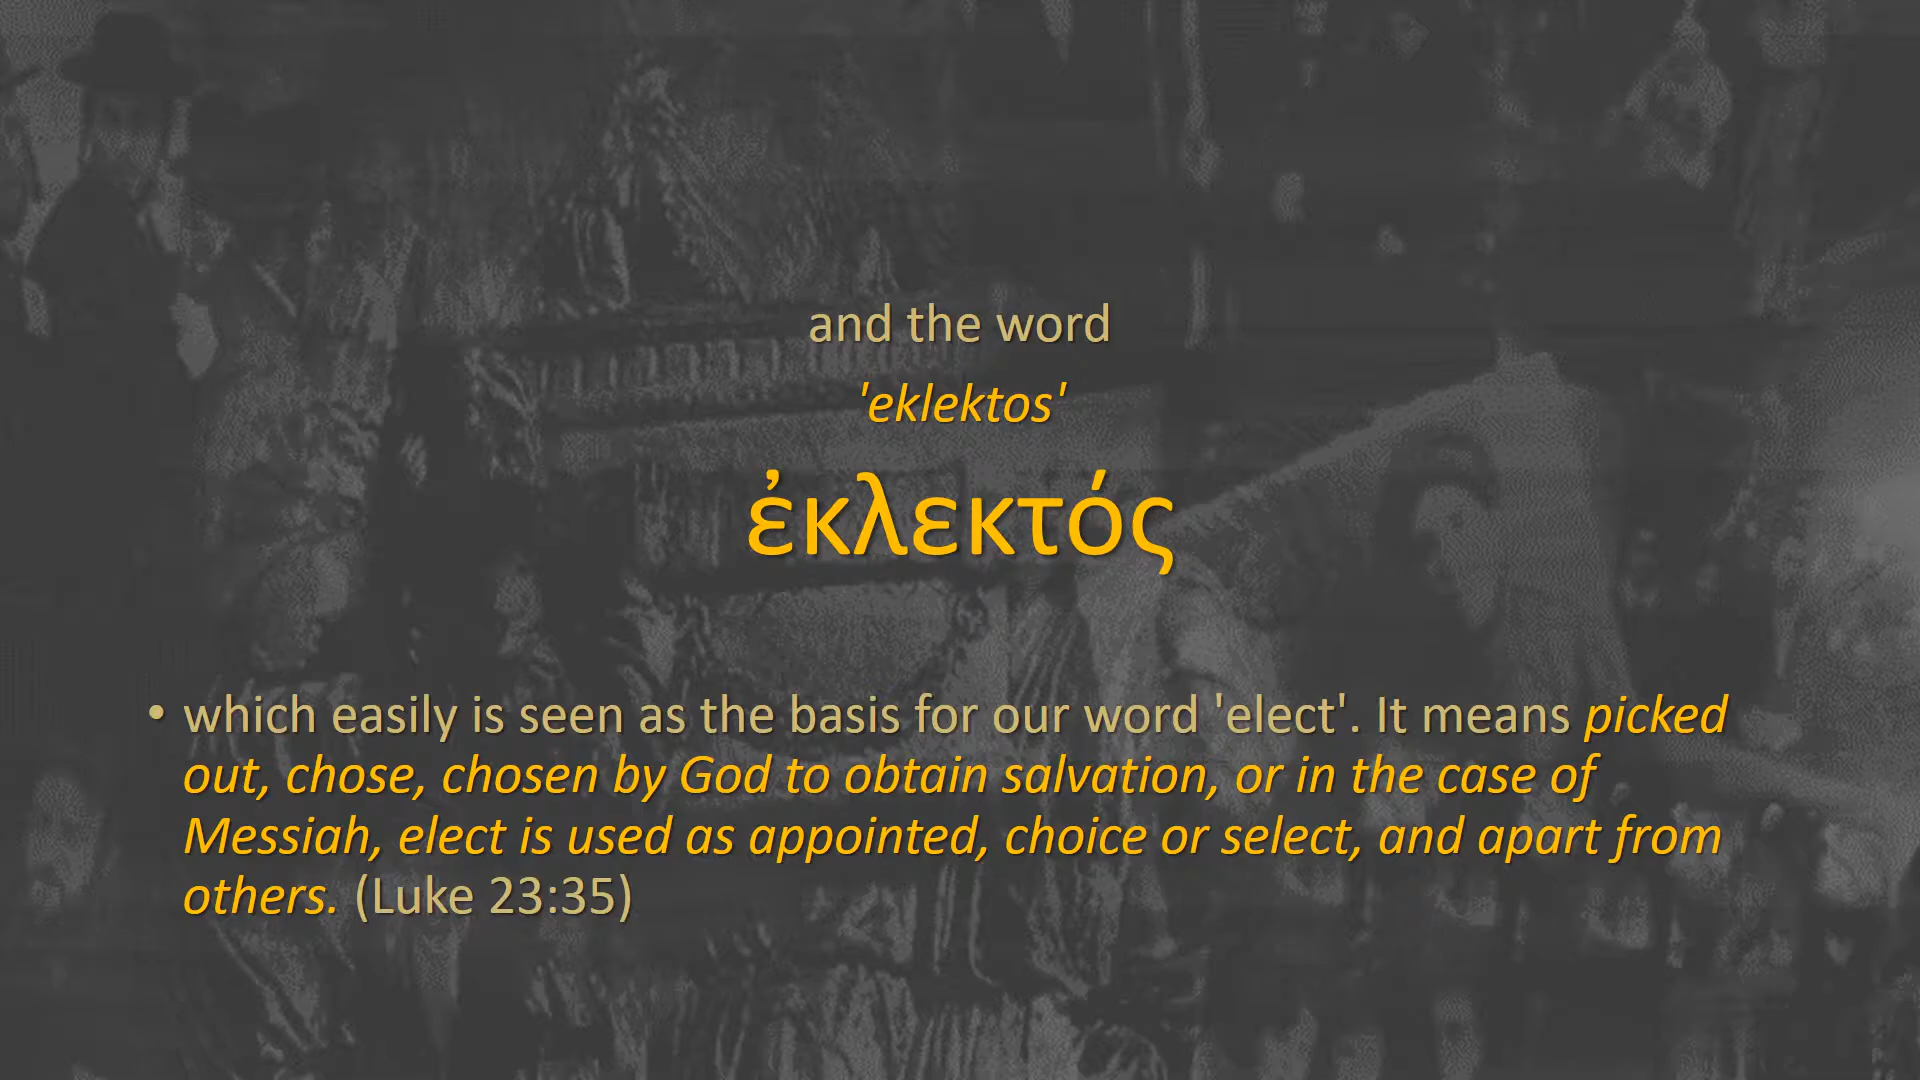 and the word
'eklektos'
ἐκλεκτός
• which easily is seen as the basis for our word 'elect'. It means picked
out, chose, chosen by God to obtain salvation, or in the case of
Messiah, elect is used as appointed, choice or select, and apart from
others. (Luke 23:35)